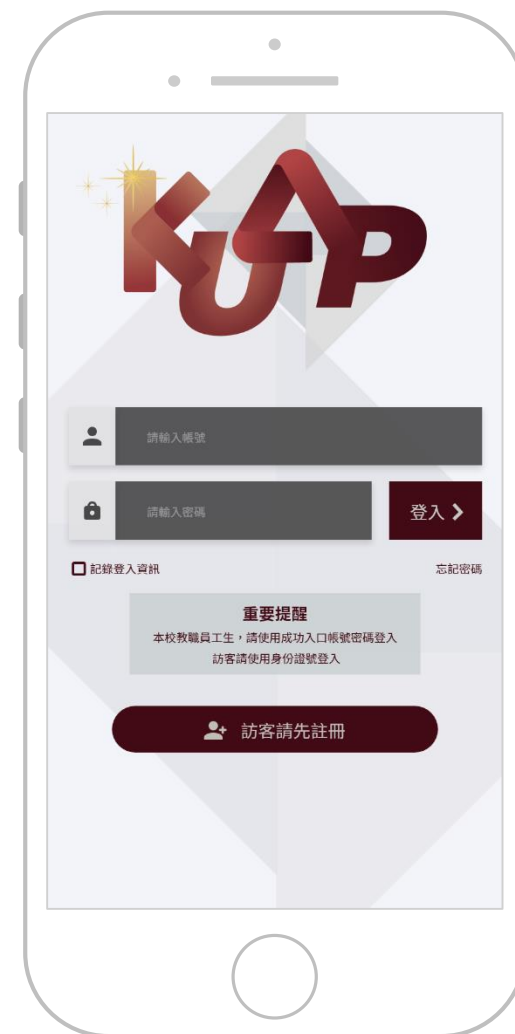 KUAP
請輸入帳號
請輸入密碼
登入
記錄登入資訊
忘記密碼
重要提醒
本校教職員工生，請使用成功入口帳號密碼登入
訪客請使用身份證號登入
訪客請先註冊